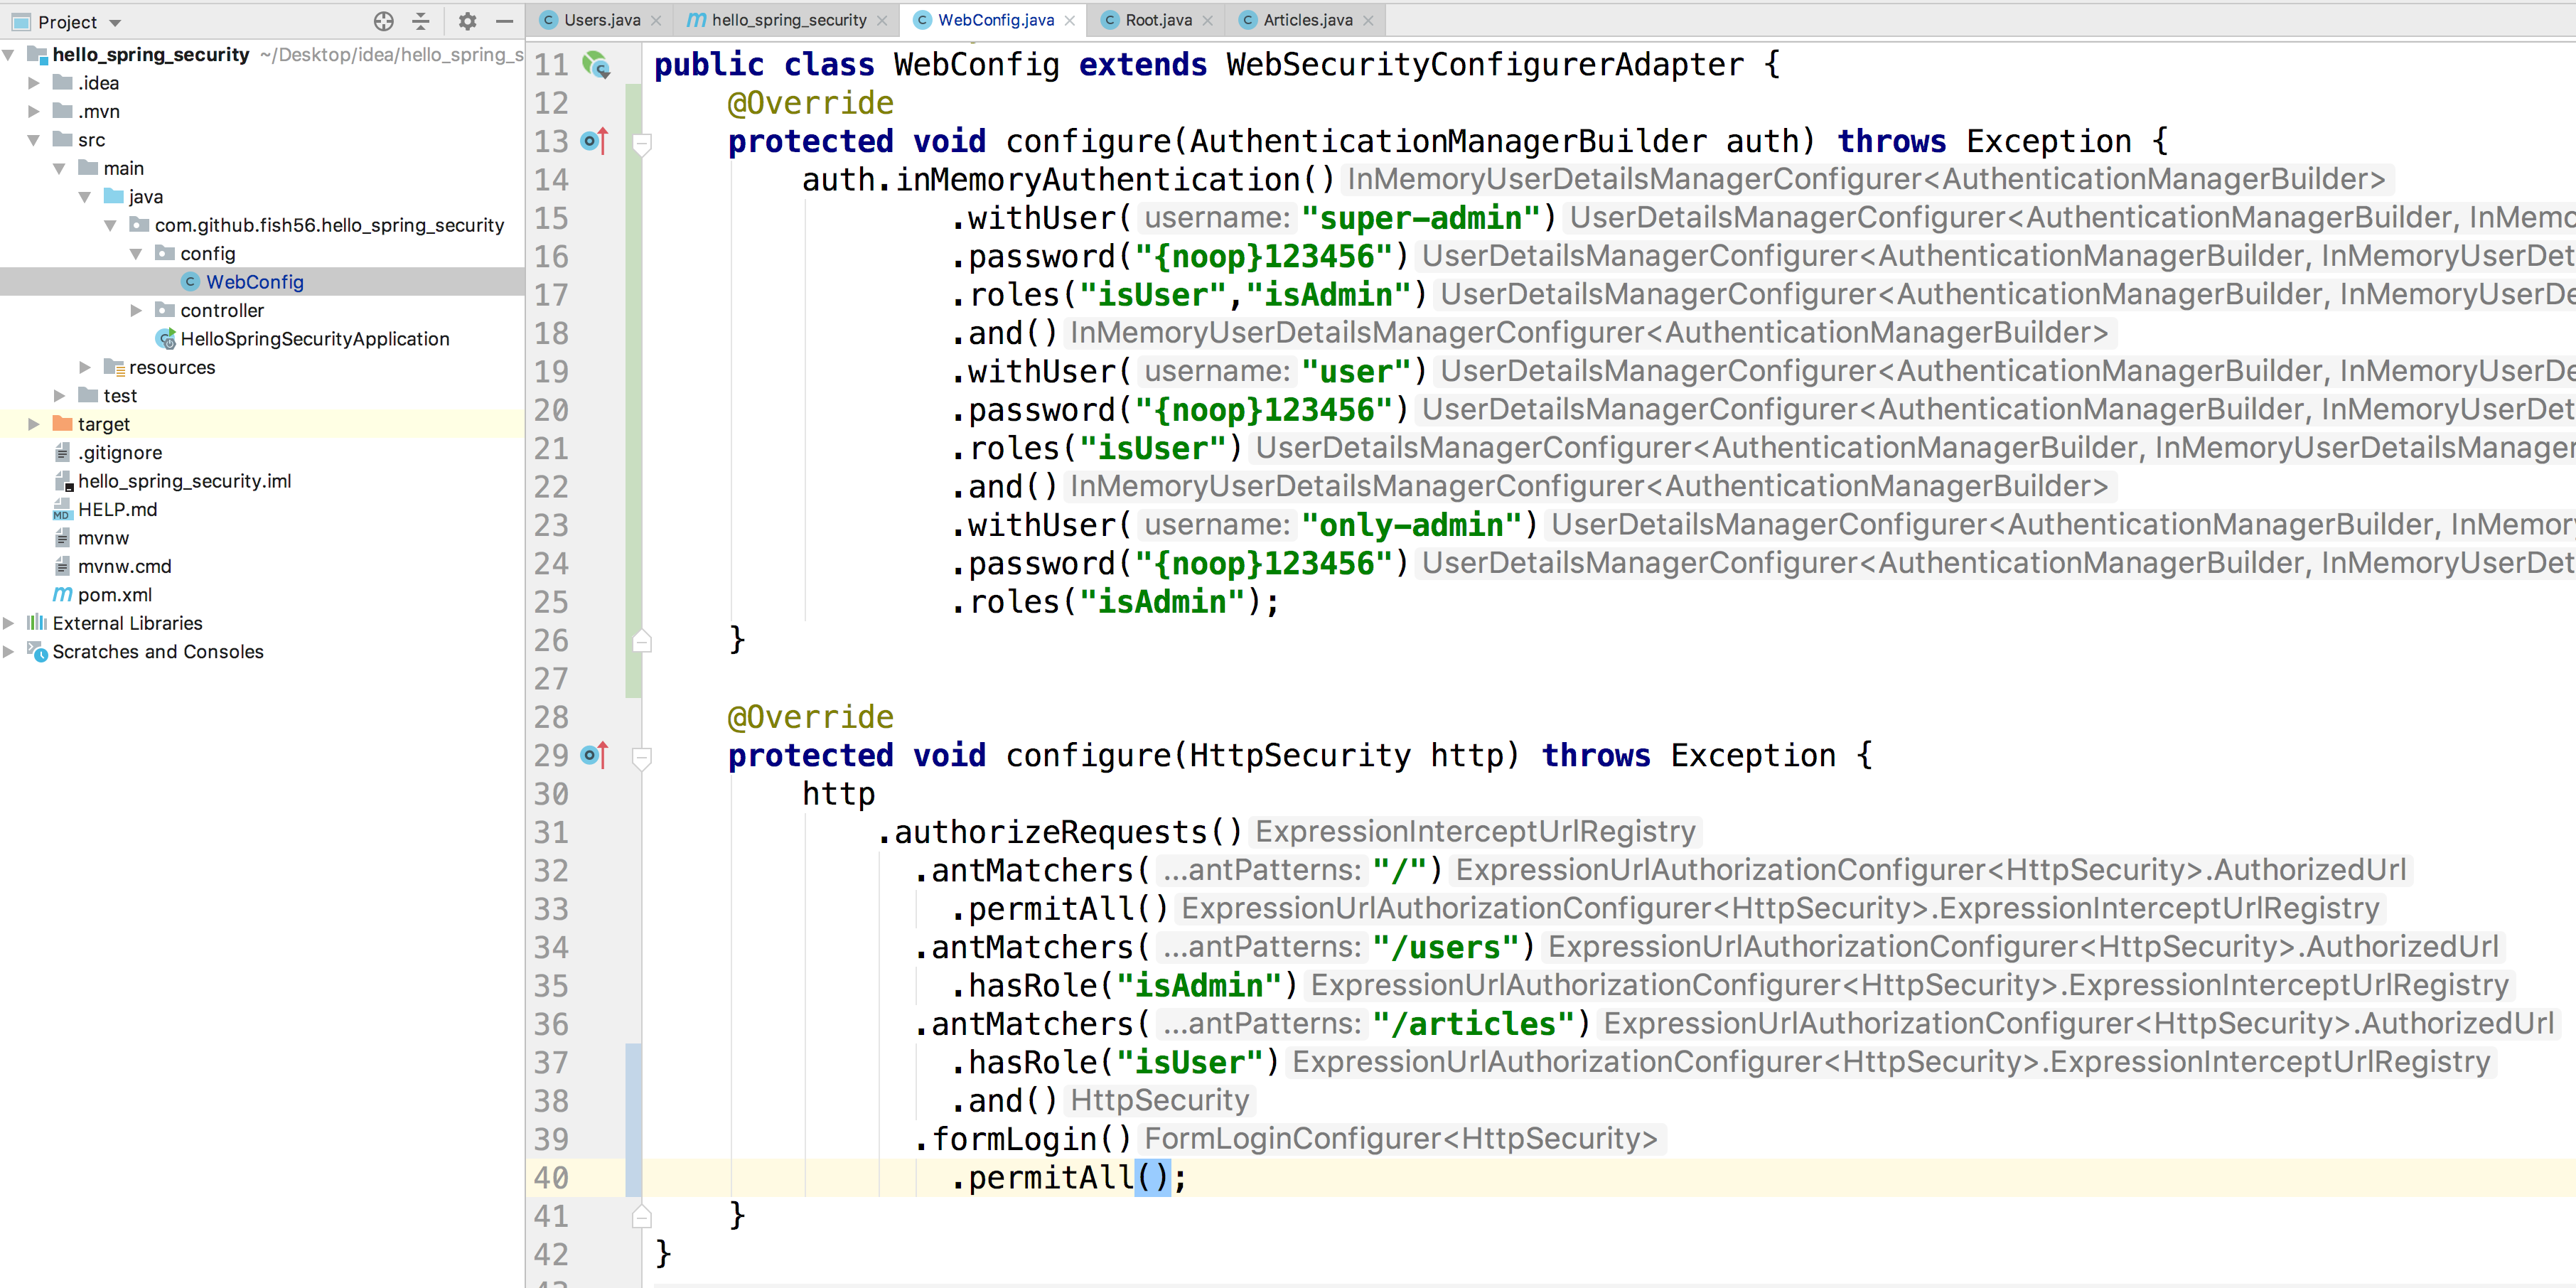 Project
Users.java
hello_spring_security
WebConfig.java
Root.java
Articles.java
hello_spring_security ~/Desktop/idea/hello_spring_s
.idea
.mvn
src
main
java
com.github.fish56.hello_spring_security
config
WebConfig
controller
HelloSpringSecurityApplication
resources
test
target
.gitignore
hello_spring_security.iml
HELP.md
mvnw
mvnw.cmd
pom.xml
External Libraries
Scratches and Consoles
11 public class WebConfig extends WebSecurityConfigurerAdapter {
12 @Override
13 protected void configure(AuthenticationManagerBuilder auth) throws Exception {
14 auth.inMemoryAuthentication() InMemoryUserDetailsManagerConfigurer<AuthenticationManagerBuilder>
15 .withUser( username: "super-admin") UserDetailsManagerConfigurer<AuthenticationManagerBuilder, InMemo
16 .password("{noop}123456") UserDetailsManagerConfigurer<AuthenticationManagerBuilder, InMemoryUserDet
17 .roles("isUser","isAdmin") UserDetailsManagerConfigurer<AuthenticationManagerBuilder, InMemoryUserDe
18 .and() InMemoryUserDetailsManagerConfigurer<AuthenticationManagerBuilder>
19 .withUser( username: "user") UserDetailsManagerConfigurer<AuthenticationManagerBuilder, InMemoryUserDe
20 .password("{noop}123456") UserDetailsManagerConfigurer<AuthenticationManagerBuilder, InMemoryUserDet
21 .roles("isUser") UserDetailsManagerConfigurer<AuthenticationManagerBuilder, InMemoryUserDetailsManager
22 .and() InMemoryUserDetailsManagerConfigurer<AuthenticationManagerBuilder>
23 .withUser( username: "only-admin") UserDetailsManagerConfigurer<AuthenticationManagerBuilder, InMemory
24 .password("{noop}123456") UserDetailsManagerConfigurer<AuthenticationManagerBuilder, InMemoryUserDet
25 .roles("isAdmin");
26 }
27
28 @Override
29 protected void configure(HttpSecurity http) throws Exception {
30 http
31 .authorizeRequests() ExpressionInterceptUrlRegistry
32 .antMatchers( ...antPatterns: "/") ExpressionUrlAuthorizationConfigurer<HttpSecurity>.AuthorizedUrl
33 .permitAll() ExpressionUrlAuthorizationConfigurer<HttpSecurity>.ExpressionInterceptUrlRegistry
34 .antMatchers( ...antPatterns: "/users") ExpressionUrlAuthorizationConfigurer<HttpSecurity>.AuthorizedUrl
35 .hasRole("isAdmin") ExpressionUrlAuthorizationConfigurer<HttpSecurity>.ExpressionInterceptUrlRegistry
36 .antMatchers( ...antPatterns: "/articles") ExpressionUrlAuthorizationConfigurer<HttpSecurity>.AuthorizedUrl
37 .hasRole("isUser") ExpressionUrlAuthorizationConfigurer<HttpSecurity>.ExpressionInterceptUrlRegistry
38 .and() HttpSecurity
39 .formLogin() FormLoginConfigurer<HttpSecurity>
40 .permitAll();
41 }
42 }